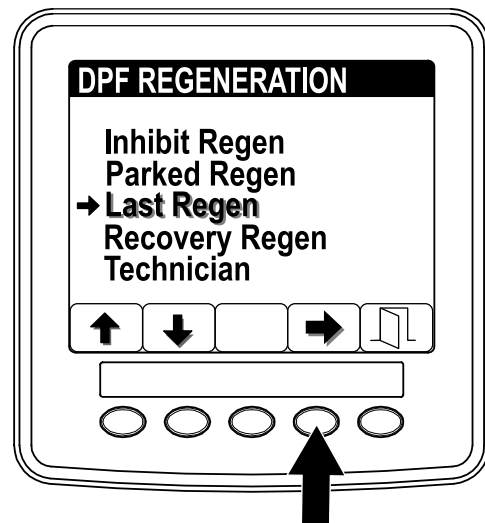 DPF REGENERATION
Inhibit Regen
Parked Regen
Last Regen
Recovery Regen
Technician